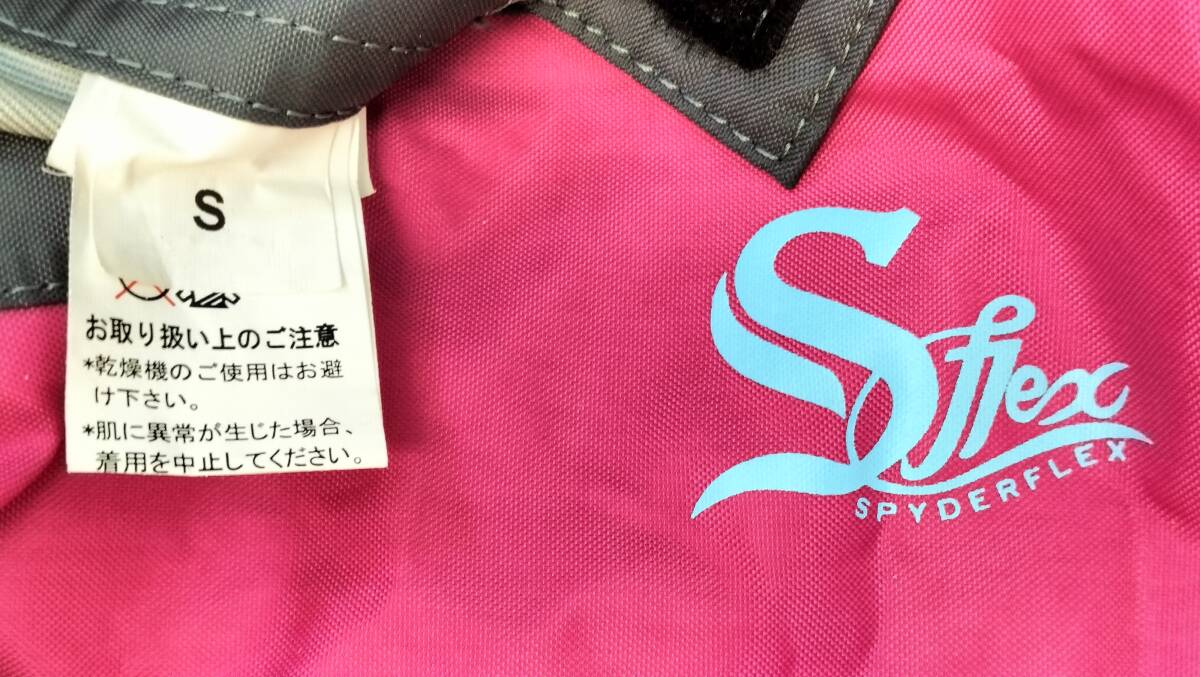 S
お取り扱い上のご注意
*乾燥機のご使用はお避
け下さい。
*肌に異常が生じた場合、
着用を中止してください。
Sflex
SPYDERFLEX